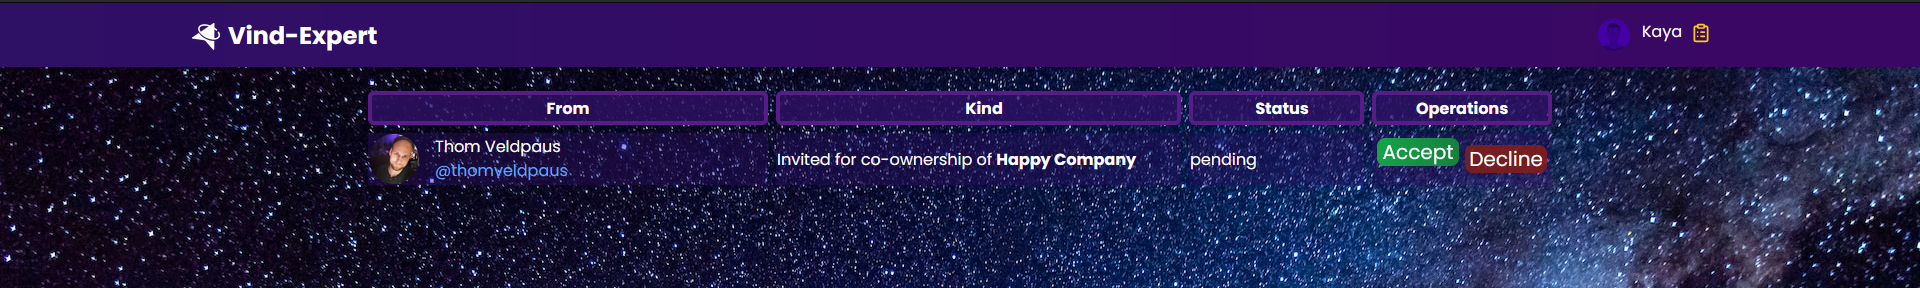 Vind-Expert
Kaya
From Kind Status Operations
Thom Veldpaus
@thomveldpaus
Invited for co-ownership of Happy Company
pending
Accept
Decline